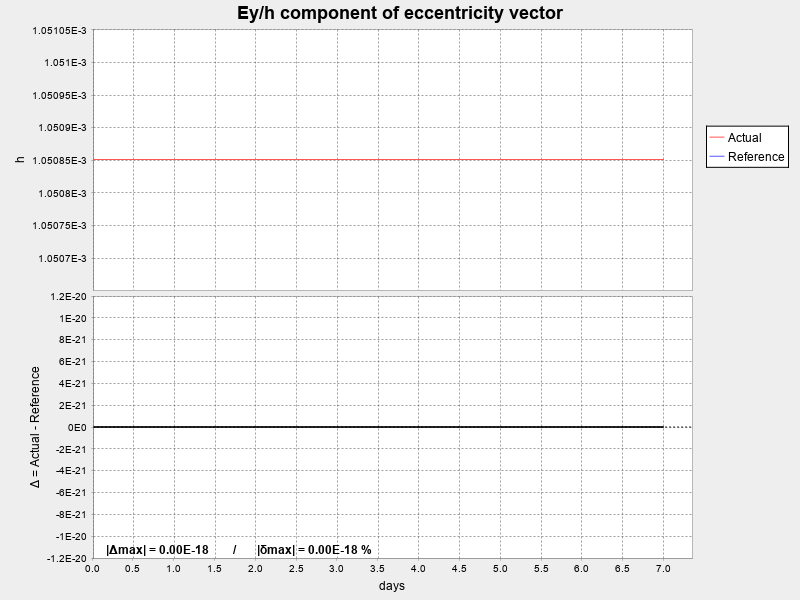 Ey/h component of eccentricity vector
1.05105E-3
1.051E-3
1.05095E-3
1.0509E-3
1.05085E-3
1.0508E-3
1.05075E-3
1.0507E-3
h
Actual
Reference
1.2E-20
1E-20
8E-21
6E-21
4E-21
2E-21
0E0
-2E-21
-4E-21
-6E-21
-8E-21
-1E-20
-1.2E-20
Δ = Actual - Reference
|Δmax| = 0.00E-18 / |δmax| = 0.00E-18 %
0.0 0.5 1.0 1.5 2.0 2.5 3.0 3.5 4.0 4.5 5.0 5.5 6.0 6.5 7.0
days